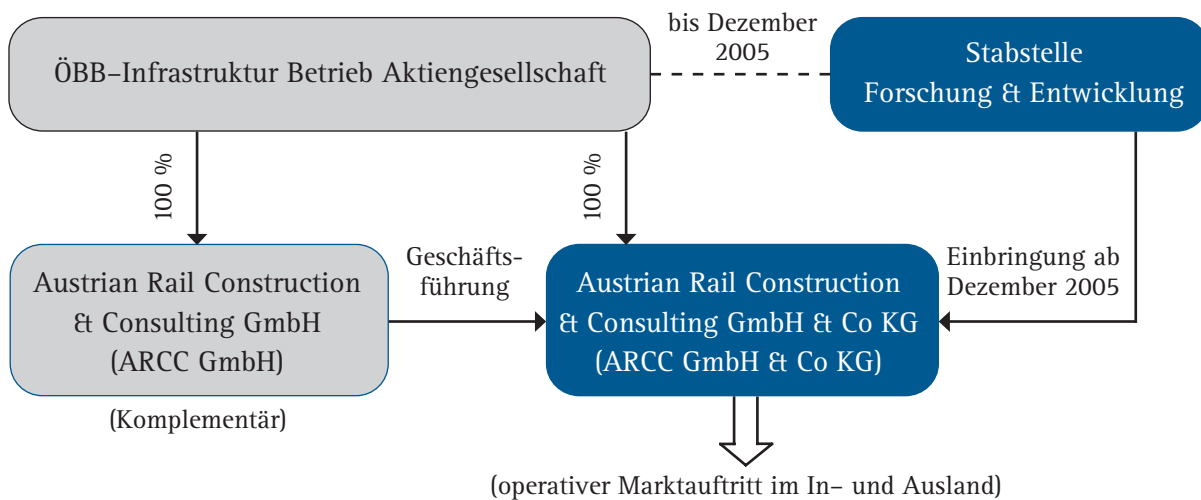 ÖBB-Infrastruktur Betrieb Aktiengesellschaft
bis Dezember
2005
Stabstelle
Forschung & Entwicklung
100 %
100 %
Austrian Rail Construction
& Consulting GmbH
(ARCC GmbH)
(Komplementär)
Geschäfts-
führung
Austrian Rail Construction
& Consulting GmbH & Co KG
(ARCC GmbH & Co KG)
Einbringung ab
Dezember 2005
(operativer Marktauftritt im In- und Ausland)